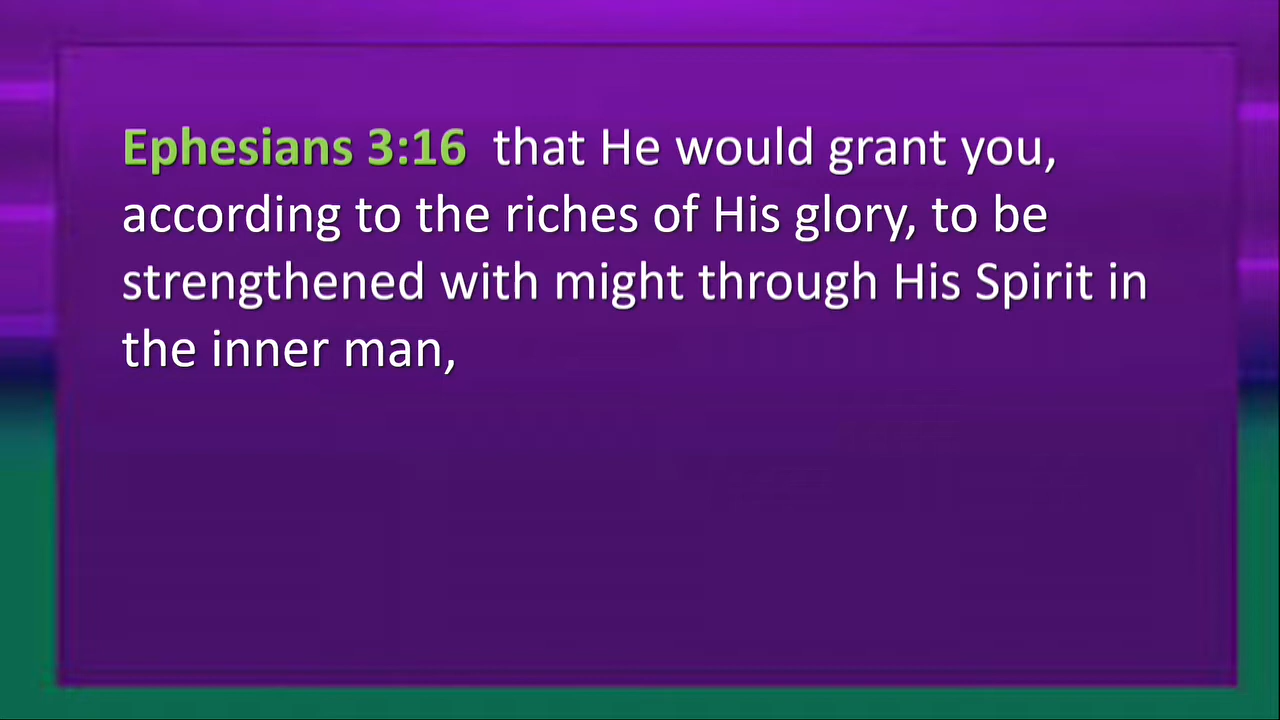 Ephesians 3:16 that He would grant you,
according to the riches of His glory, to be
strengthened with might through His Spirit in
the inner man,